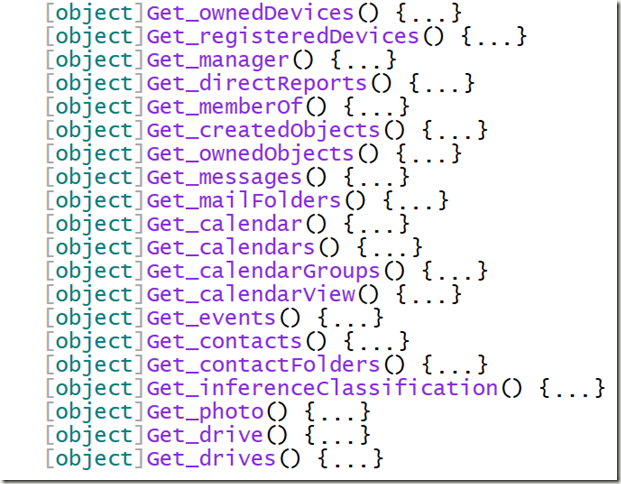 [object]Get_ownedDevices() {...}
[object]Get_registeredDevices() {...}
[object]Get_manager() {...}
[object]Get_directReports() {...}
[object]Get_memberOf() {...}
[object]Get_createdObjects() {...}
[object]Get_ownedObjects() {...}
[object]Get_messages() {...}
[object]Get_mailFolders() {...}
[object]Get_calendar() {...}
[object]Get_calendars() {...}
[object]Get_calendarGroups() {...}
[object]Get_calendarView() {...}
[object]Get_events() {...}
[object]Get_contacts() {...}
[object]Get_contactFolders() {...}
[object]Get_inferenceClassification() {...}
[object]Get_photo() {...}
[object]Get_drive() {...}
[object]Get_drives() {...}